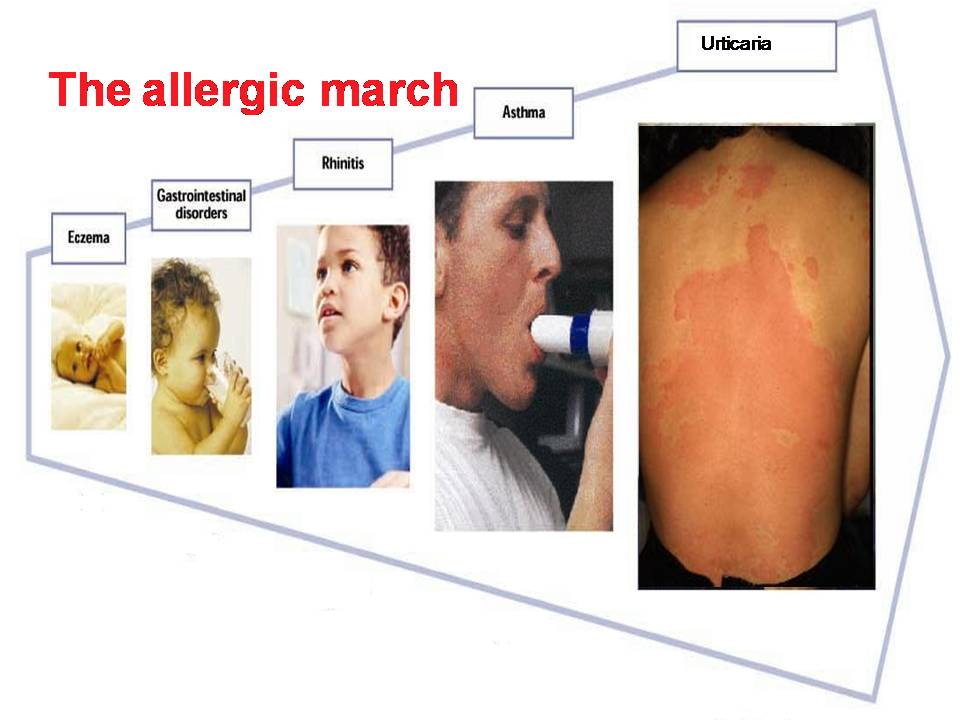 The allergic march
Eczema
Gastrointestinal
disorders
Rhinitis
Asthma
Urticaria